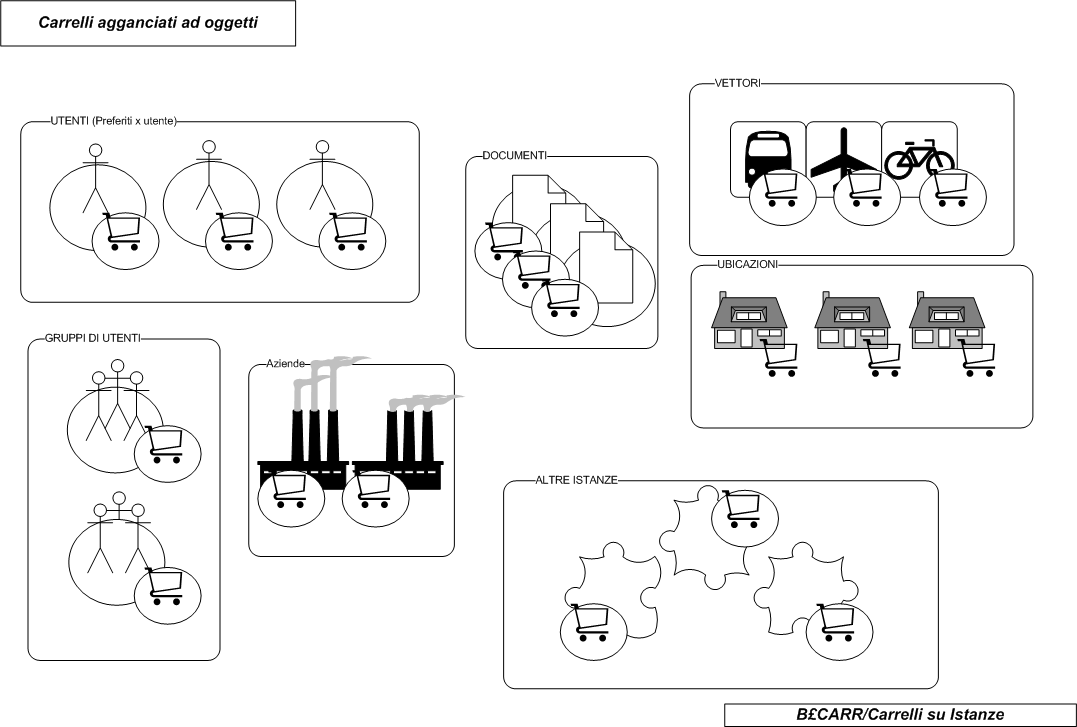 Carrelli agganciati ad oggetti
VETTORI
UTENTI (Preferiti x utente)
DOCUMENTI
UBICAZIONI
GRUPPI DI UTENTI
Aziende
ALTRE ISTANZE
B£CARR/Carrelli su Istanze